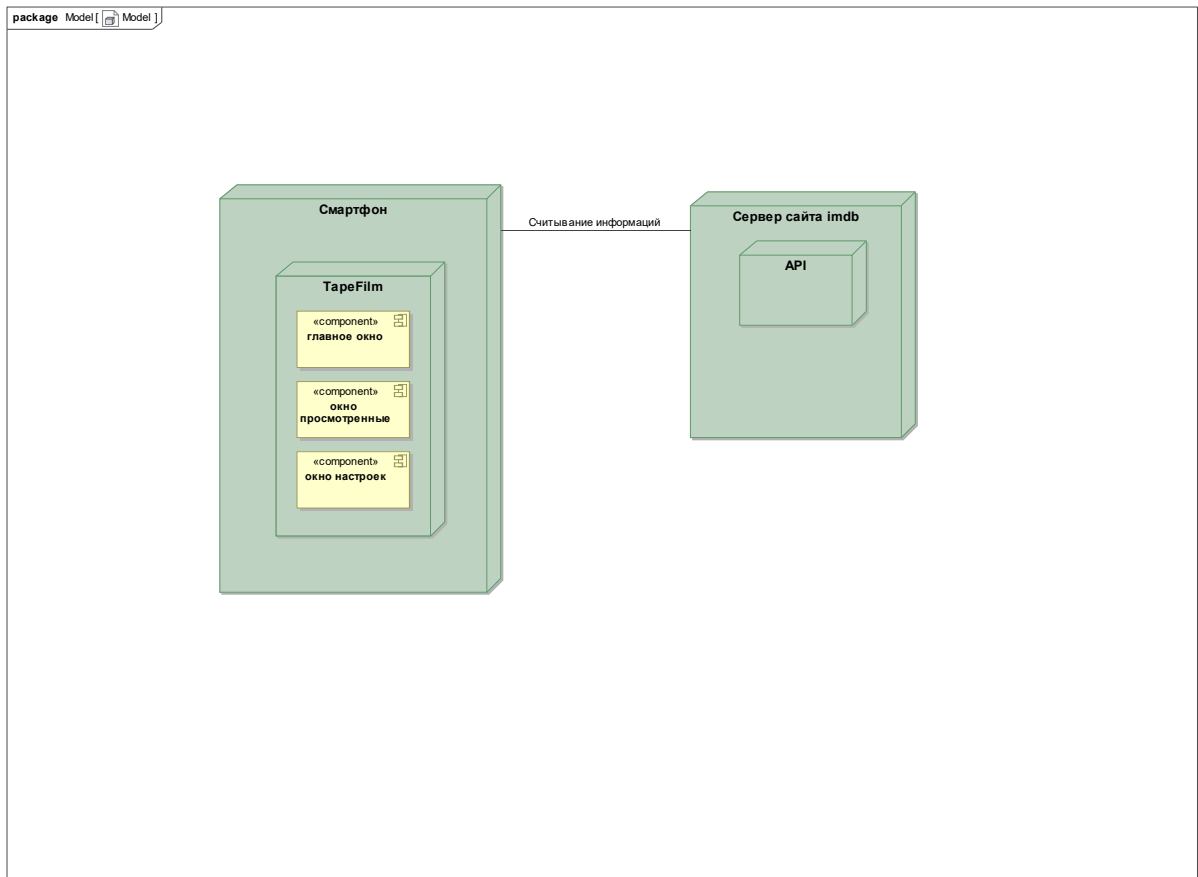 package Model [ Model ]
Смартфон
Считывание информаций
Сервер сайта imdb
API
TapeFilm
«component»
главное окно
«component»
окно
просмотренные
«component»
окно настроек